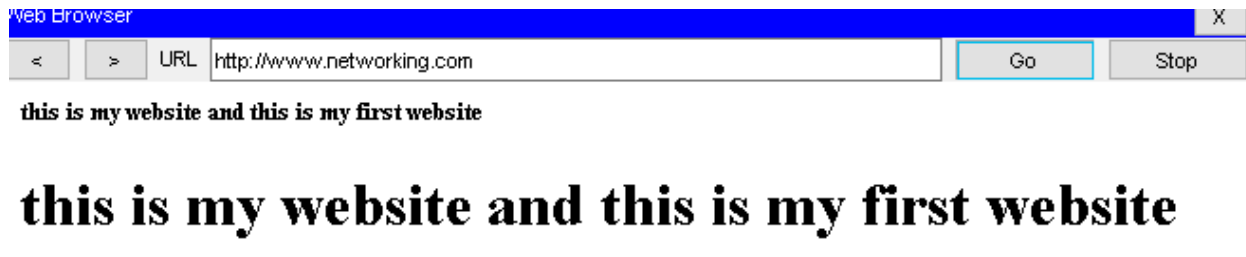 Web Browser X
< > URL http://www.networking.com Go Stop
this is my website and this is my first website
this is my website and this is my first website